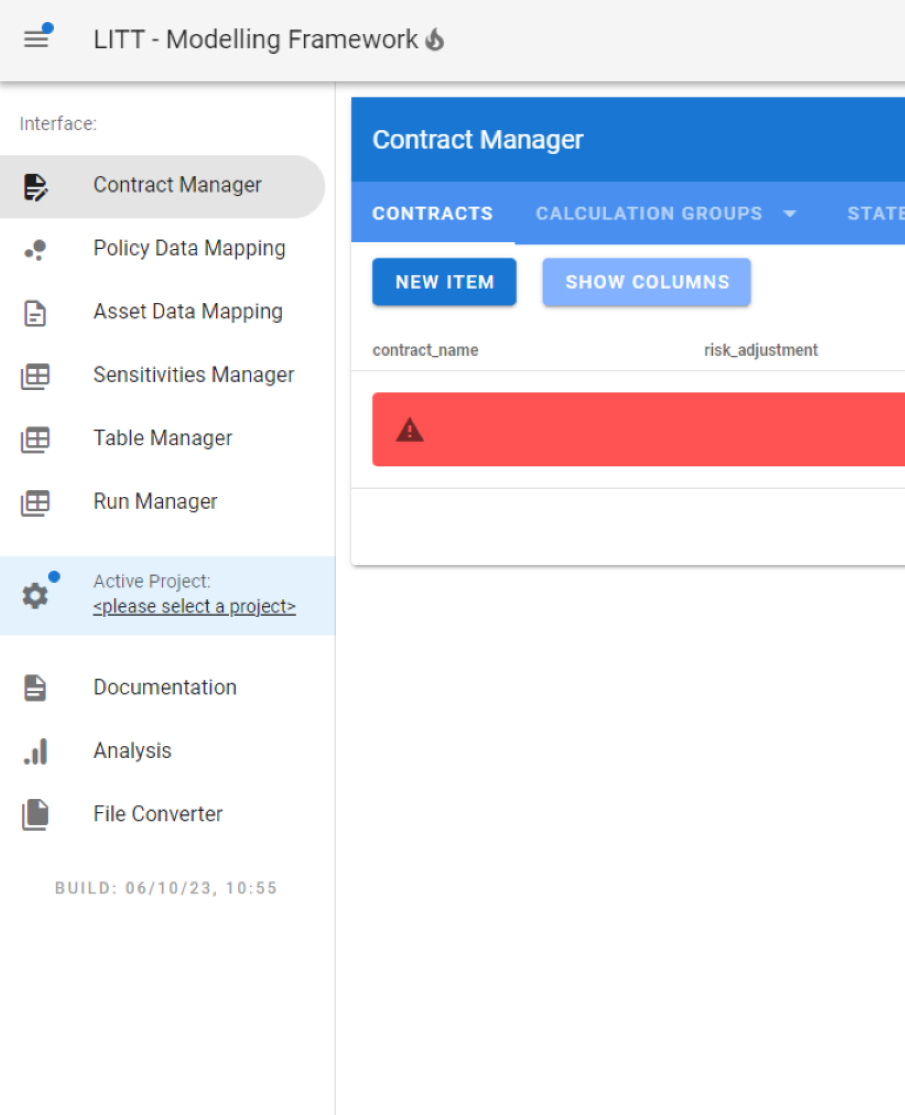 LITT - Modelling Framework
Interface:
Contract Manager
Policy Data Mapping
Asset Data Mapping
Sensitivities Manager
Table Manager
Run Manager
Active Project:
<please select a project>
Documentation
Analysis
File Converter
BUILD: 06/10/23, 10:55
Contract Manager
CONTRACTS CALCULATION GROUPS STATE
NEW ITEM SHOW COLUMNS
contract_name risk_adjustment